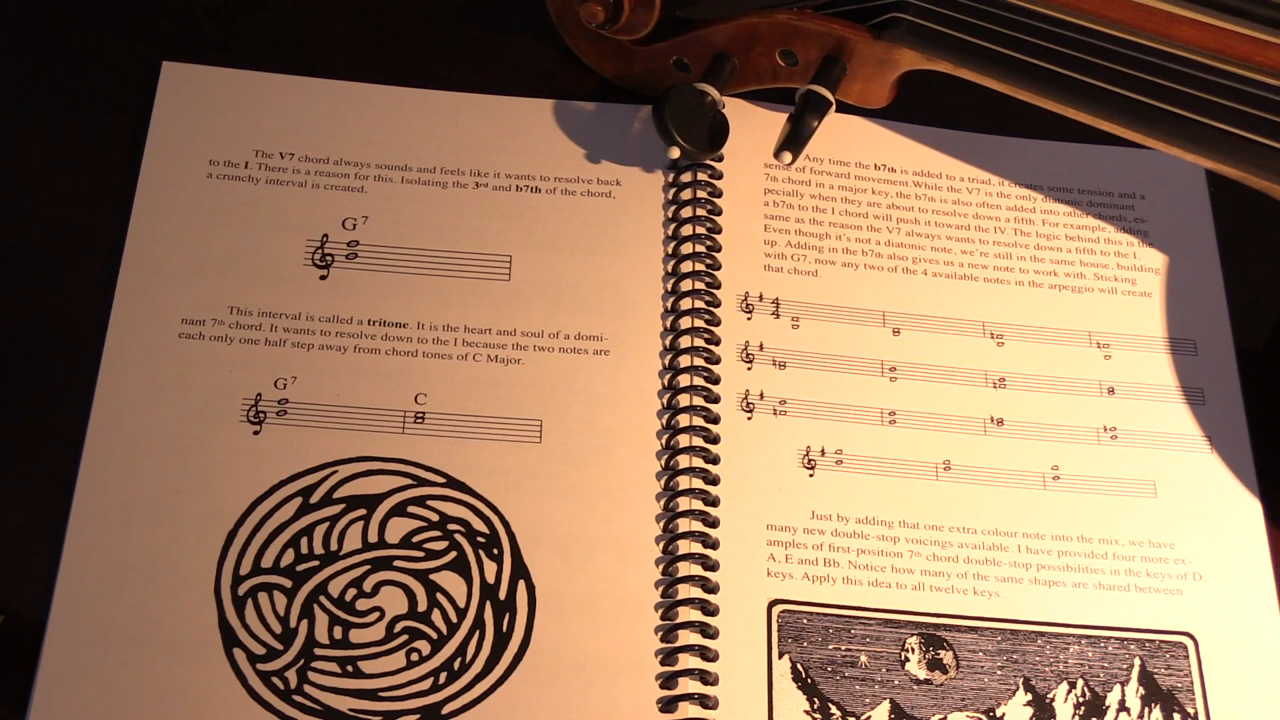 The V7 chord always sounds and feels like it wants to resolve back
to the I. There is a reason for this. Isolating the 3rd and b7th of the chord,
a crunchy interval is created.
G7
This interval is called a tritone. It is the heart and soul of a domi-
nant 7th chord. It wants to resolve down to the I because the two notes are
each only one half step away from chord tones of C Major.
G7
C
Any time the b7th is added to a triad, it creates some tension and a
sense of forward movement.While the V7 is the only diatonic dominant
7th chord in a major key, the b7th is also often added into other chords, es-
pecially when they are about to resolve down a fifth. For example, adding
a b7th to the I chord will push it toward the IV. The logic behind this is the
same as the reason the V7 always wants to resolve down a fifth to the I.
Even though it's not a diatonic note, we're still in the same house, building
up. Adding in the b7th also gives us a new note to work with. Sticking
with G7, now any two of the 4 available notes in the arpeggio will create
that chord.
4
4
Just by adding that one extra colour note into the mix, we have
many new double-stop voicings available. I have provided four more ex-
amples of first-position 7th chord double-stop possibilities in the keys of D,
A, E and Bb. Notice how many of the same shapes are shared between
keys. Apply this idea to all twelve keys.